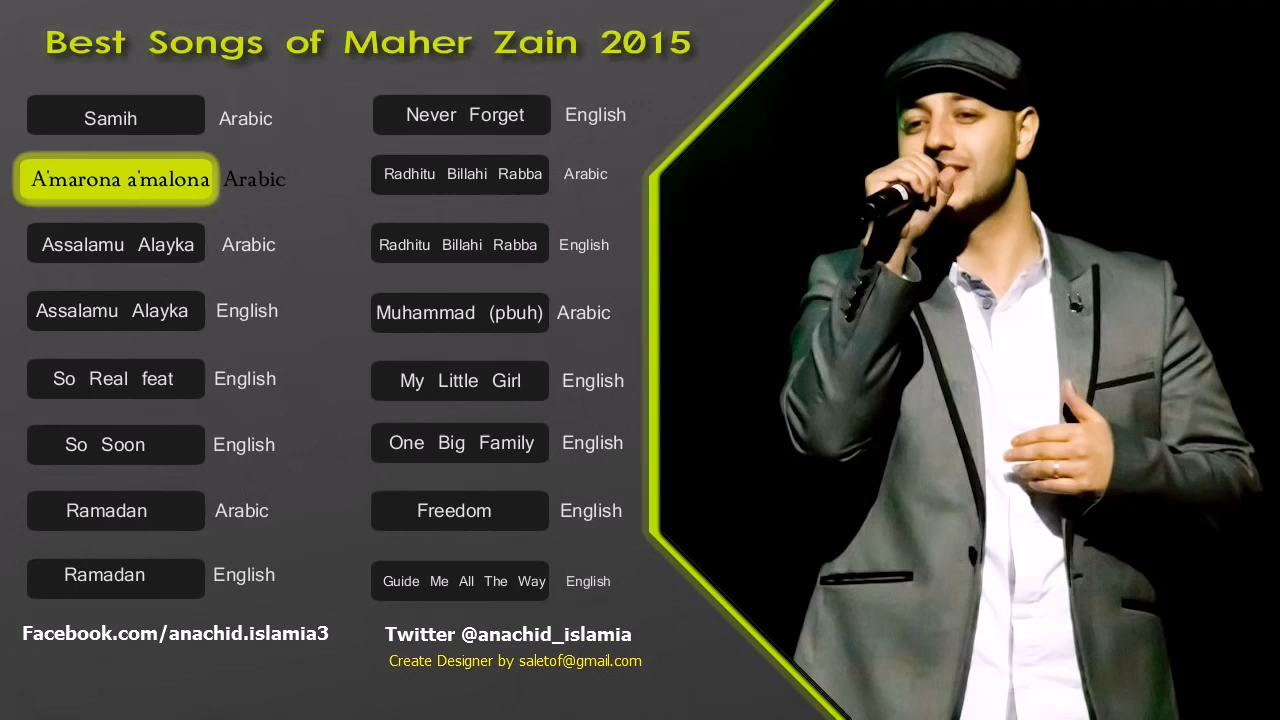 Best Songs of Maher Zain 2015
Samih Arabic
A'marona a'malona Arabic
Assalamu Alayka Arabic
Assalamu Alayka English
So Real feat English
So Soon English
Ramadan Arabic
Ramadan English
Never Forget English
Radhitu Billahi Rabba Arabic
Radhitu Billahi Rabba English
Muhammad (pbuh) Arabic
My Little Girl English
One Big Family English
Freedom English
Guide Me All The Way English
Facebook.com/anachid.islamia3
Twitter @anachid_islamia
Create Designer by saletof@gmail.com